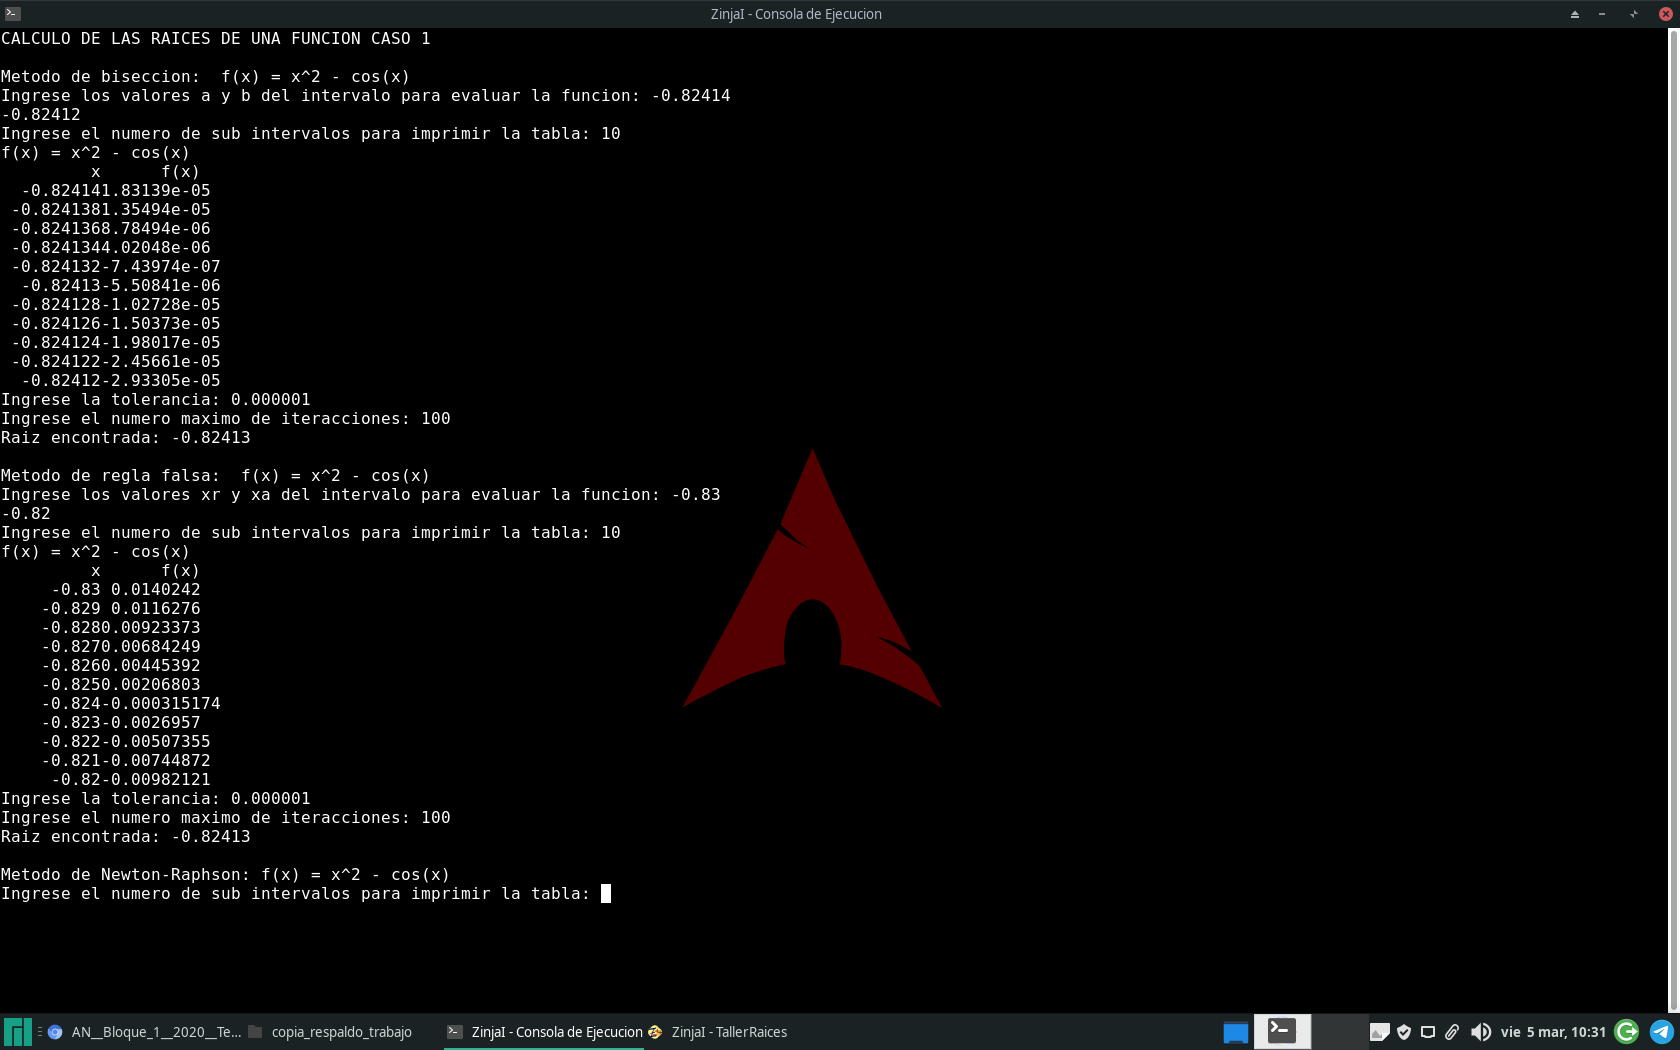 ZinjaI - Consola de Ejecucion
CALCULO DE LAS RAICES DE UNA FUNCION CASO 1
Metodo de biseccion:  f(x) = x^2 - cos(x)
Ingrese los valores a y b del intervalo para evaluar la funcion: -0.82414
-0.82412
Ingrese el numero de sub intervalos para imprimir la tabla: 10
f(x) = x^2 - cos(x)
         x      f(x)
  -0.824141.83139e-05
 -0.8241381.35494e-05
 -0.8241368.78494e-06
 -0.8241344.02048e-06
 -0.824132-7.43974e-07
  -0.82413-5.50841e-06
 -0.824128-1.02728e-05
 -0.824126-1.50373e-05
 -0.824124-1.98017e-05
 -0.824122-2.45661e-05
  -0.82412-2.93305e-05
Ingrese la tolerancia: 0.000001
Ingrese el numero maximo de iteracciones: 100
Raiz encontrada: -0.82413
Metodo de regla falsa:  f(x) = x^2 - cos(x)
Ingrese los valores xr y xa del intervalo para evaluar la funcion: -0.83
-0.82
Ingrese el numero de sub intervalos para imprimir la tabla: 10
f(x) = x^2 - cos(x)
         x      f(x)
     -0.83 0.0140242
    -0.829 0.0116276
    -0.8280.00923373
    -0.8270.00684249
    -0.8260.00445392
    -0.8250.00206803
    -0.824-0.000315174
    -0.823-0.0026957
    -0.822-0.00507355
    -0.821-0.00744872
     -0.82-0.00982121
Ingrese la tolerancia: 0.000001
Ingrese el numero maximo de iteracciones: 100
Raiz encontrada: -0.82413
Metodo de Newton-Raphson: f(x) = x^2 - cos(x)
Ingrese el numero de sub intervalos para imprimir la tabla:
AN__Bloque_1__2020__Te... copia_respaldo_trabajo ZinjaI - Consola de Ejecucion ZinjaI - TallerRaices vie 5 mar, 10:31